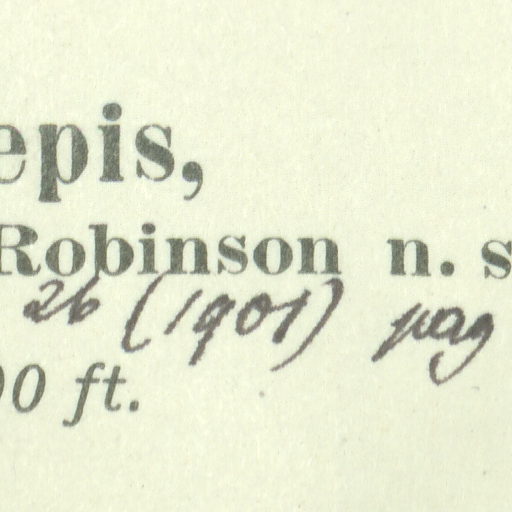 epis,
Robinson n. s
26 (1901) pag
00 ft.